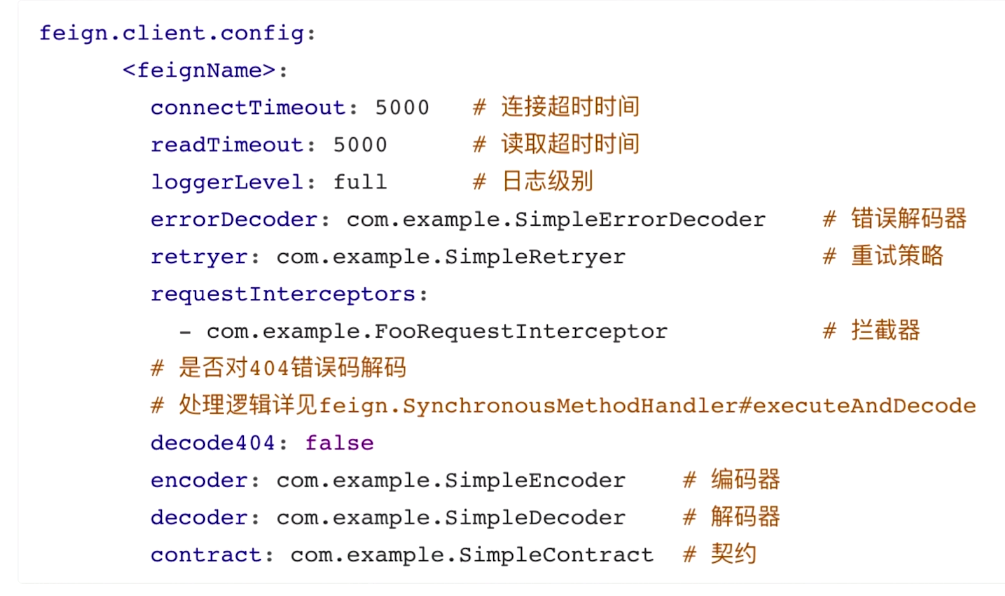 feign.client.config:
<feignName>:
connectTimeout: 5000 # 连接超时时间
readTimeout: 5000 # 读取超时时间
loggerLevel: full # 日志级别
errorDecoder: com.example.SimpleErrorDecoder # 错误解码器
retryer: com.example.SimpleRetryer # 重试策略
requestInterceptors:
- com.example.FooRequestInterceptor # 拦截器
# 是否对404错误码解码
# 处理逻辑详见feign.SynchronousMethodHandler#executeAndDecode
decode404: false
encoder: com.example.SimpleEncoder # 编码器
decoder: com.example.SimpleDecoder # 解码器
contract: com.example.SimpleContract # 契约